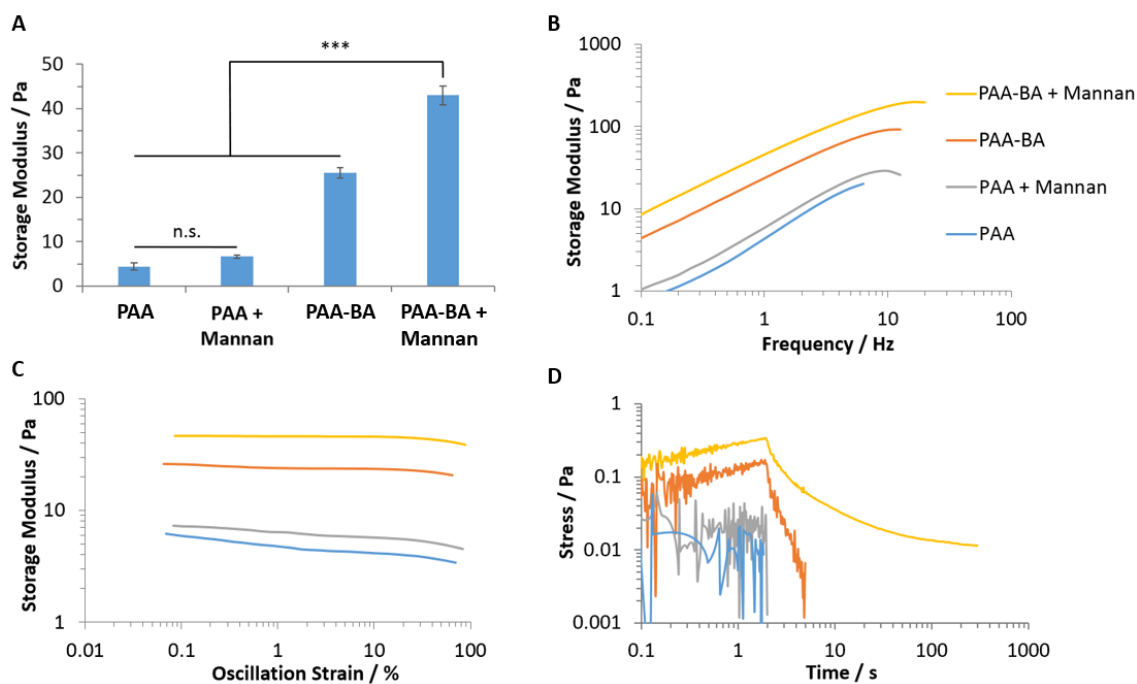 A
Storage Modulus / Pa
50
40
30
20
10
0
***
n.s.
PAA
PAA +
Mannan
PAA-BA
PAA-BA +
Mannan
B
Storage Modulus / Pa
1000
100
10
1
0.1
1
10
100
Frequency / Hz
PAA-BA + Mannan
PAA-BA
PAA + Mannan
PAA
C
Storage Modulus / Pa
100
10
1
0.01
0.1
1
10
100
Oscillation Strain / %
D
Stress / Pa
1
0.1
0.01
0.001
0.1
1
10
100
1000
Time / s